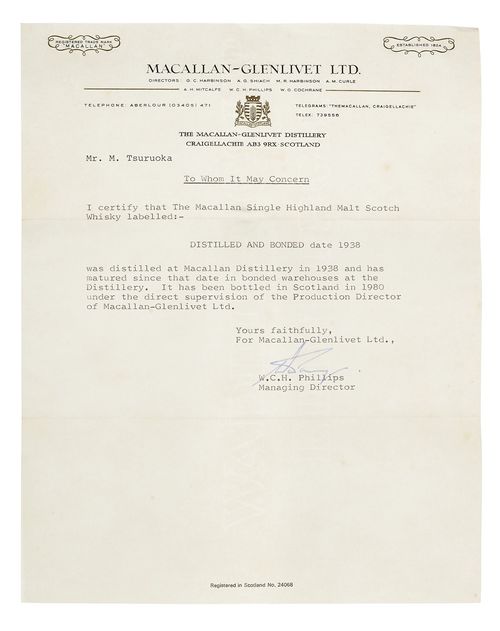 REGISTERED TRADE MARK
"MACALLAN"
ESTABLISHED 1824
MACALLAN-GLENLIVET LTD.
DIRECTORS: G. C. HARBINSON A. G. SHIACH M. R. HARBINSON A. M. CURLE
A. H. METCALFE W. C. H. PHILLIPS W. G. COCHRANE
TELEPHONE: ABERLOUR (03405) 471
TELEGRAMS: "THEMACALLAN, CRAIGELLACHIE"
TELEX: 739556
THE MACALLAN-GLENLIVET DISTILLERY
CRAIGELLACHIE AB3 9RX · SCOTLAND
Mr. M. Tsuruoka
To Whom It May Concern
I certify that The Macallan Single Highland Malt Scotch
Whisky labelled:-
DISTILLED AND BONDED date 1938
was distilled at Macallan Distillery in 1938 and has
matured since that date in bonded warehouses at the
Distillery. It has been bottled in Scotland in 1980
under the direct supervision of the Production Director
of Macallan-Glenlivet Ltd.
Yours faithfully,
For Macallan-Glenlivet Ltd.,
W.C.H. Phillips
Managing Director
Registered in Scotland No. 24068